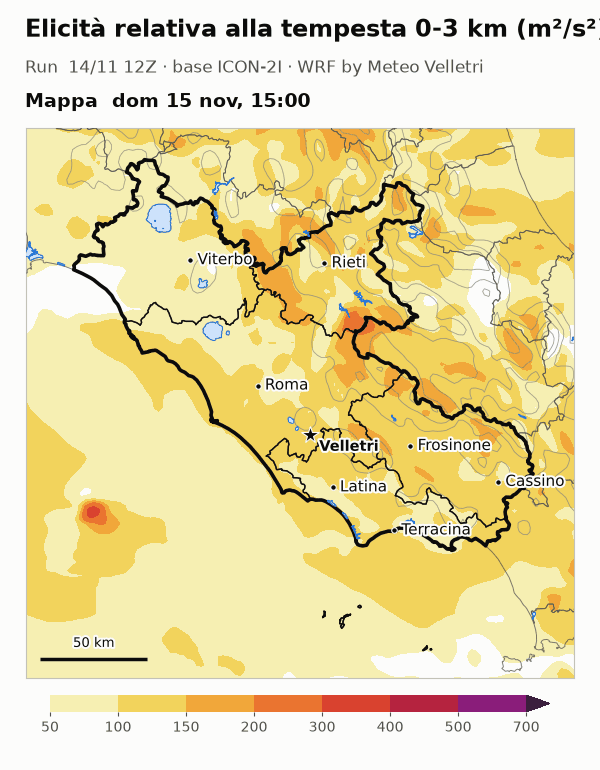 Elicità relativa alla tempesta 0-3 km (m²/s²)
Run 14/11 12Z · base ICON-2I · WRF by Meteo Velletri
Mappa dom 15 nov, 15:00
Viterbo
Rieti
Roma
Velletri
Frosinone
Cassino
Latina
Terracina
50 km
50 100 150 200 300 400 500 700